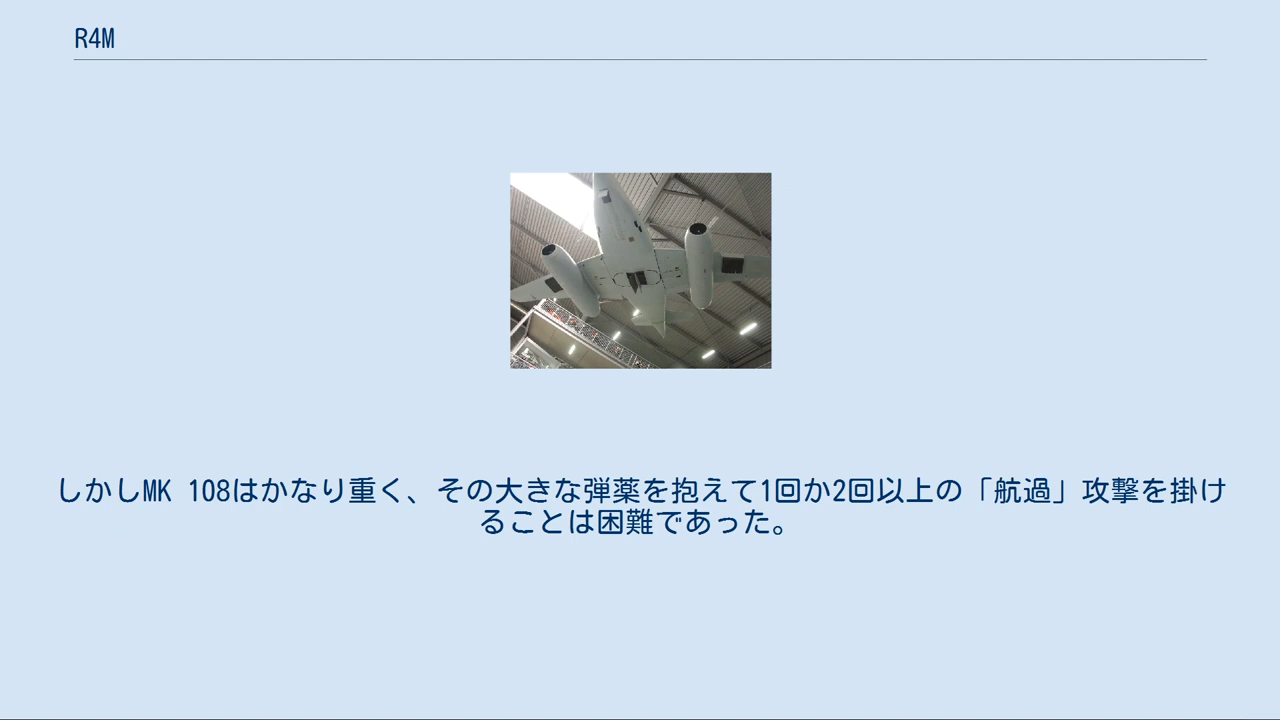 R4M
しかしMK 108はかなり重く、その大きな弾薬を抱えて1回か2回以上の「航過」攻撃を掛け
ることは困難であった。